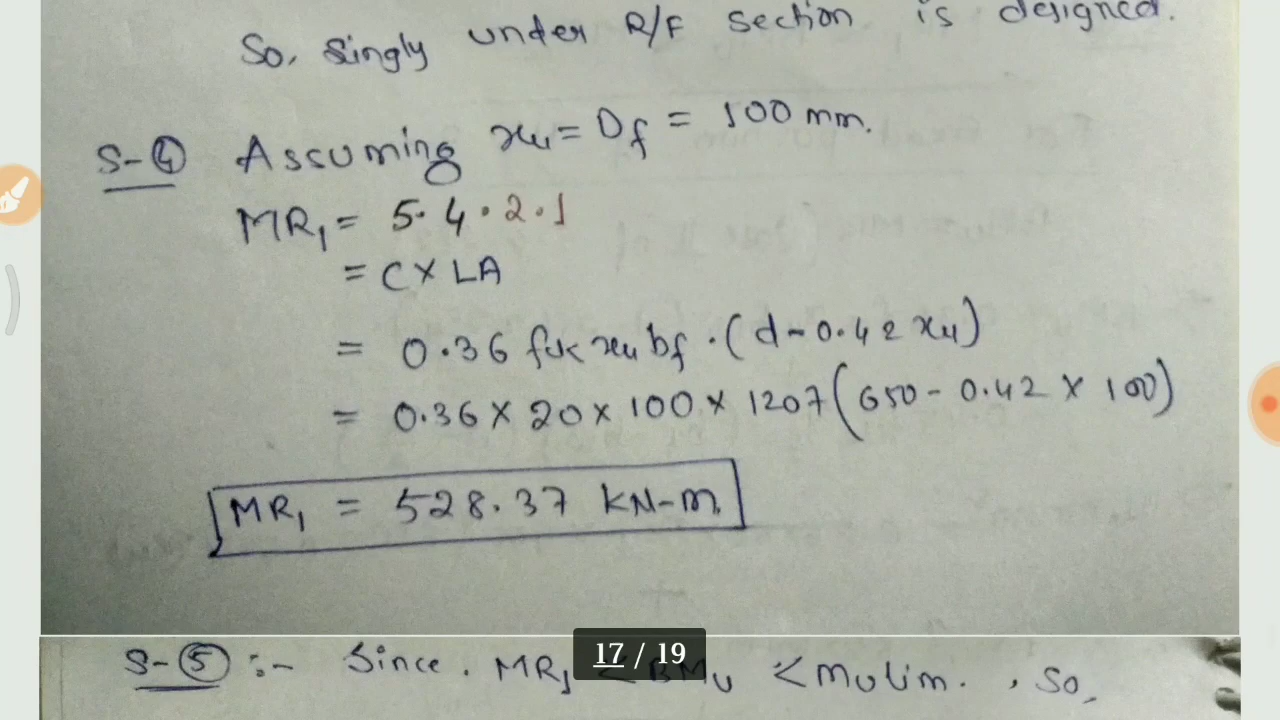 So, singly under R/F section is designed.
S-④ Assuming xu = Df = 100 mm.
MR1 = 5.4.2.1
= C × LA
= 0.36 fck xu bf . (d - 0.42 xu)
= 0.36 × 20 × 100 × 1207 (650 - 0.42 × 100)
MR1 = 528.37 KN-m.
S-⑤ :- Since . MR1 < BMU < Mulim. , So,
17 / 19